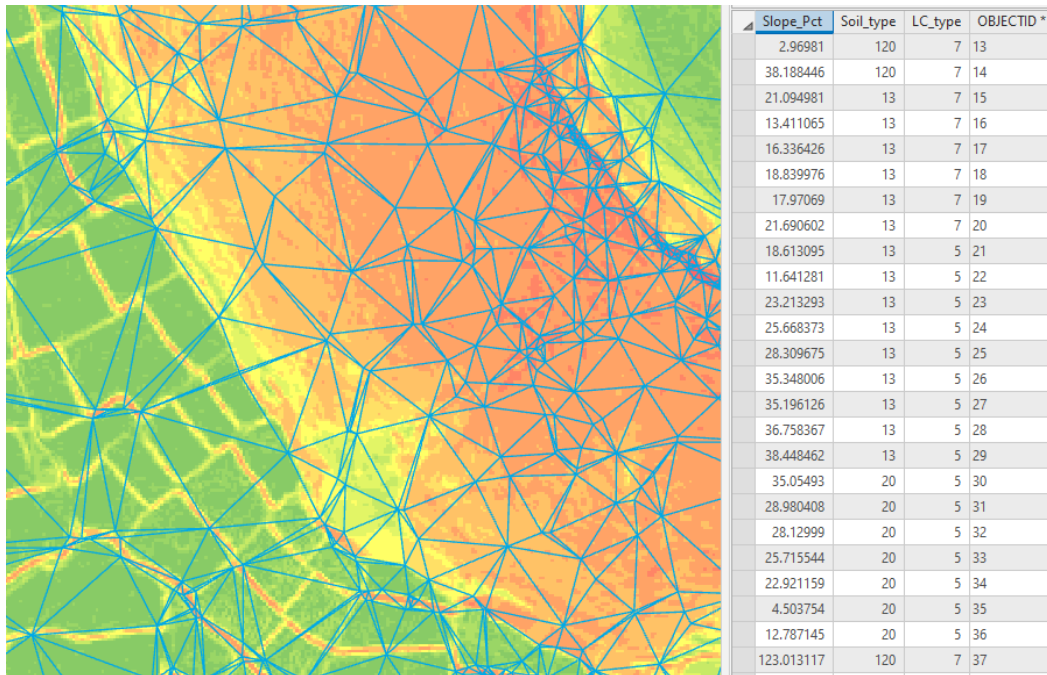 Slope_Pct Soil_type LC_type OBJECTID *
2.96981 120 7 13
38.188446 120 7 14
21.094981 13 7 15
13.411065 13 7 16
16.336426 13 7 17
18.839976 13 7 18
17.97069 13 7 19
21.690602 13 7 20
18.613095 13 5 21
11.641281 13 5 22
23.213293 13 5 23
25.668373 13 5 24
28.309675 13 5 25
35.348006 13 5 26
35.196126 13 5 27
36.758367 13 5 28
38.448462 13 5 29
35.05493 20 5 30
28.980408 20 5 31
28.12999 20 5 32
25.715544 20 5 33
22.921159 20 5 34
4.503754 20 5 35
12.787145 20 5 36
123.013117 120 7 37